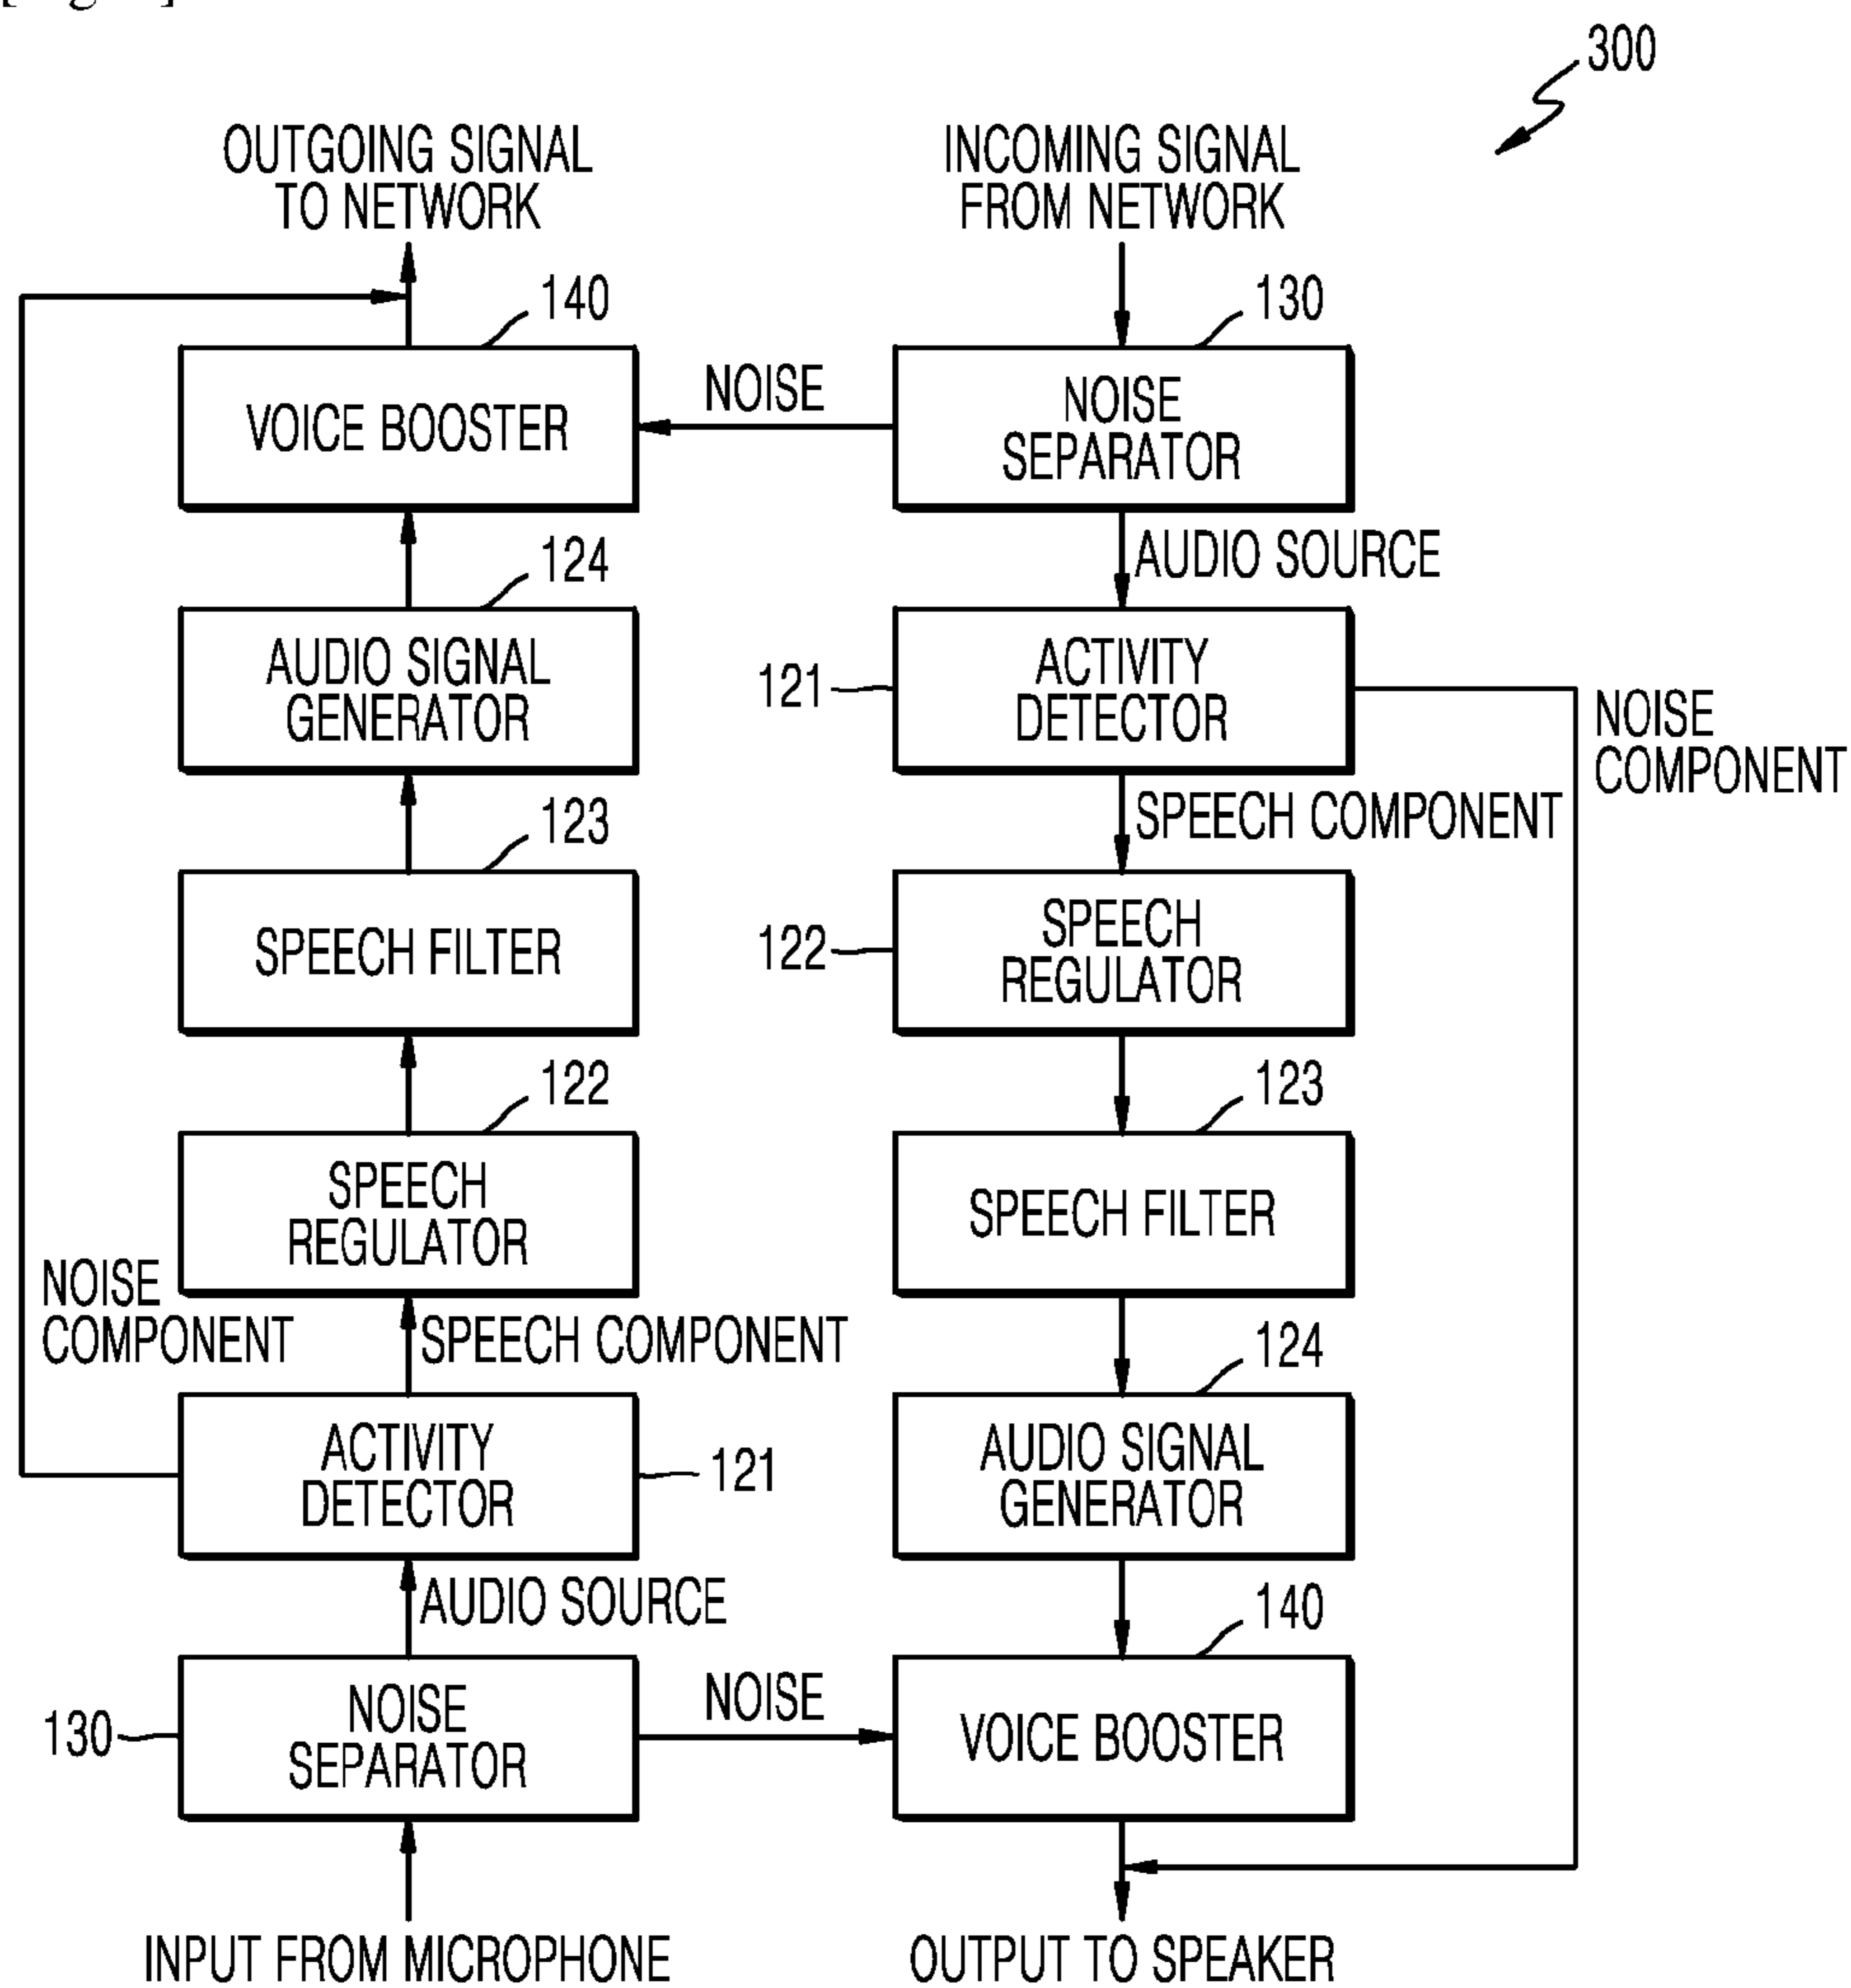 300
OUTGOING SIGNAL
TO NETWORK
INCOMING SIGNAL
FROM NETWORK
140
130
VOICE BOOSTER
NOISE
NOISE
SEPARATOR
124
AUDIO SOURCE
AUDIO SIGNAL
GENERATOR
121
ACTIVITY
DETECTOR
NOISE
COMPONENT
123
SPEECH COMPONENT
SPEECH FILTER
122
SPEECH
REGULATOR
122
123
SPEECH
REGULATOR
SPEECH FILTER
NOISE
COMPONENT
SPEECH COMPONENT
124
ACTIVITY
DETECTOR
121
AUDIO SIGNAL
GENERATOR
AUDIO SOURCE
140
130
NOISE
SEPARATOR
NOISE
VOICE BOOSTER
INPUT FROM MICROPHONE
OUTPUT TO SPEAKER